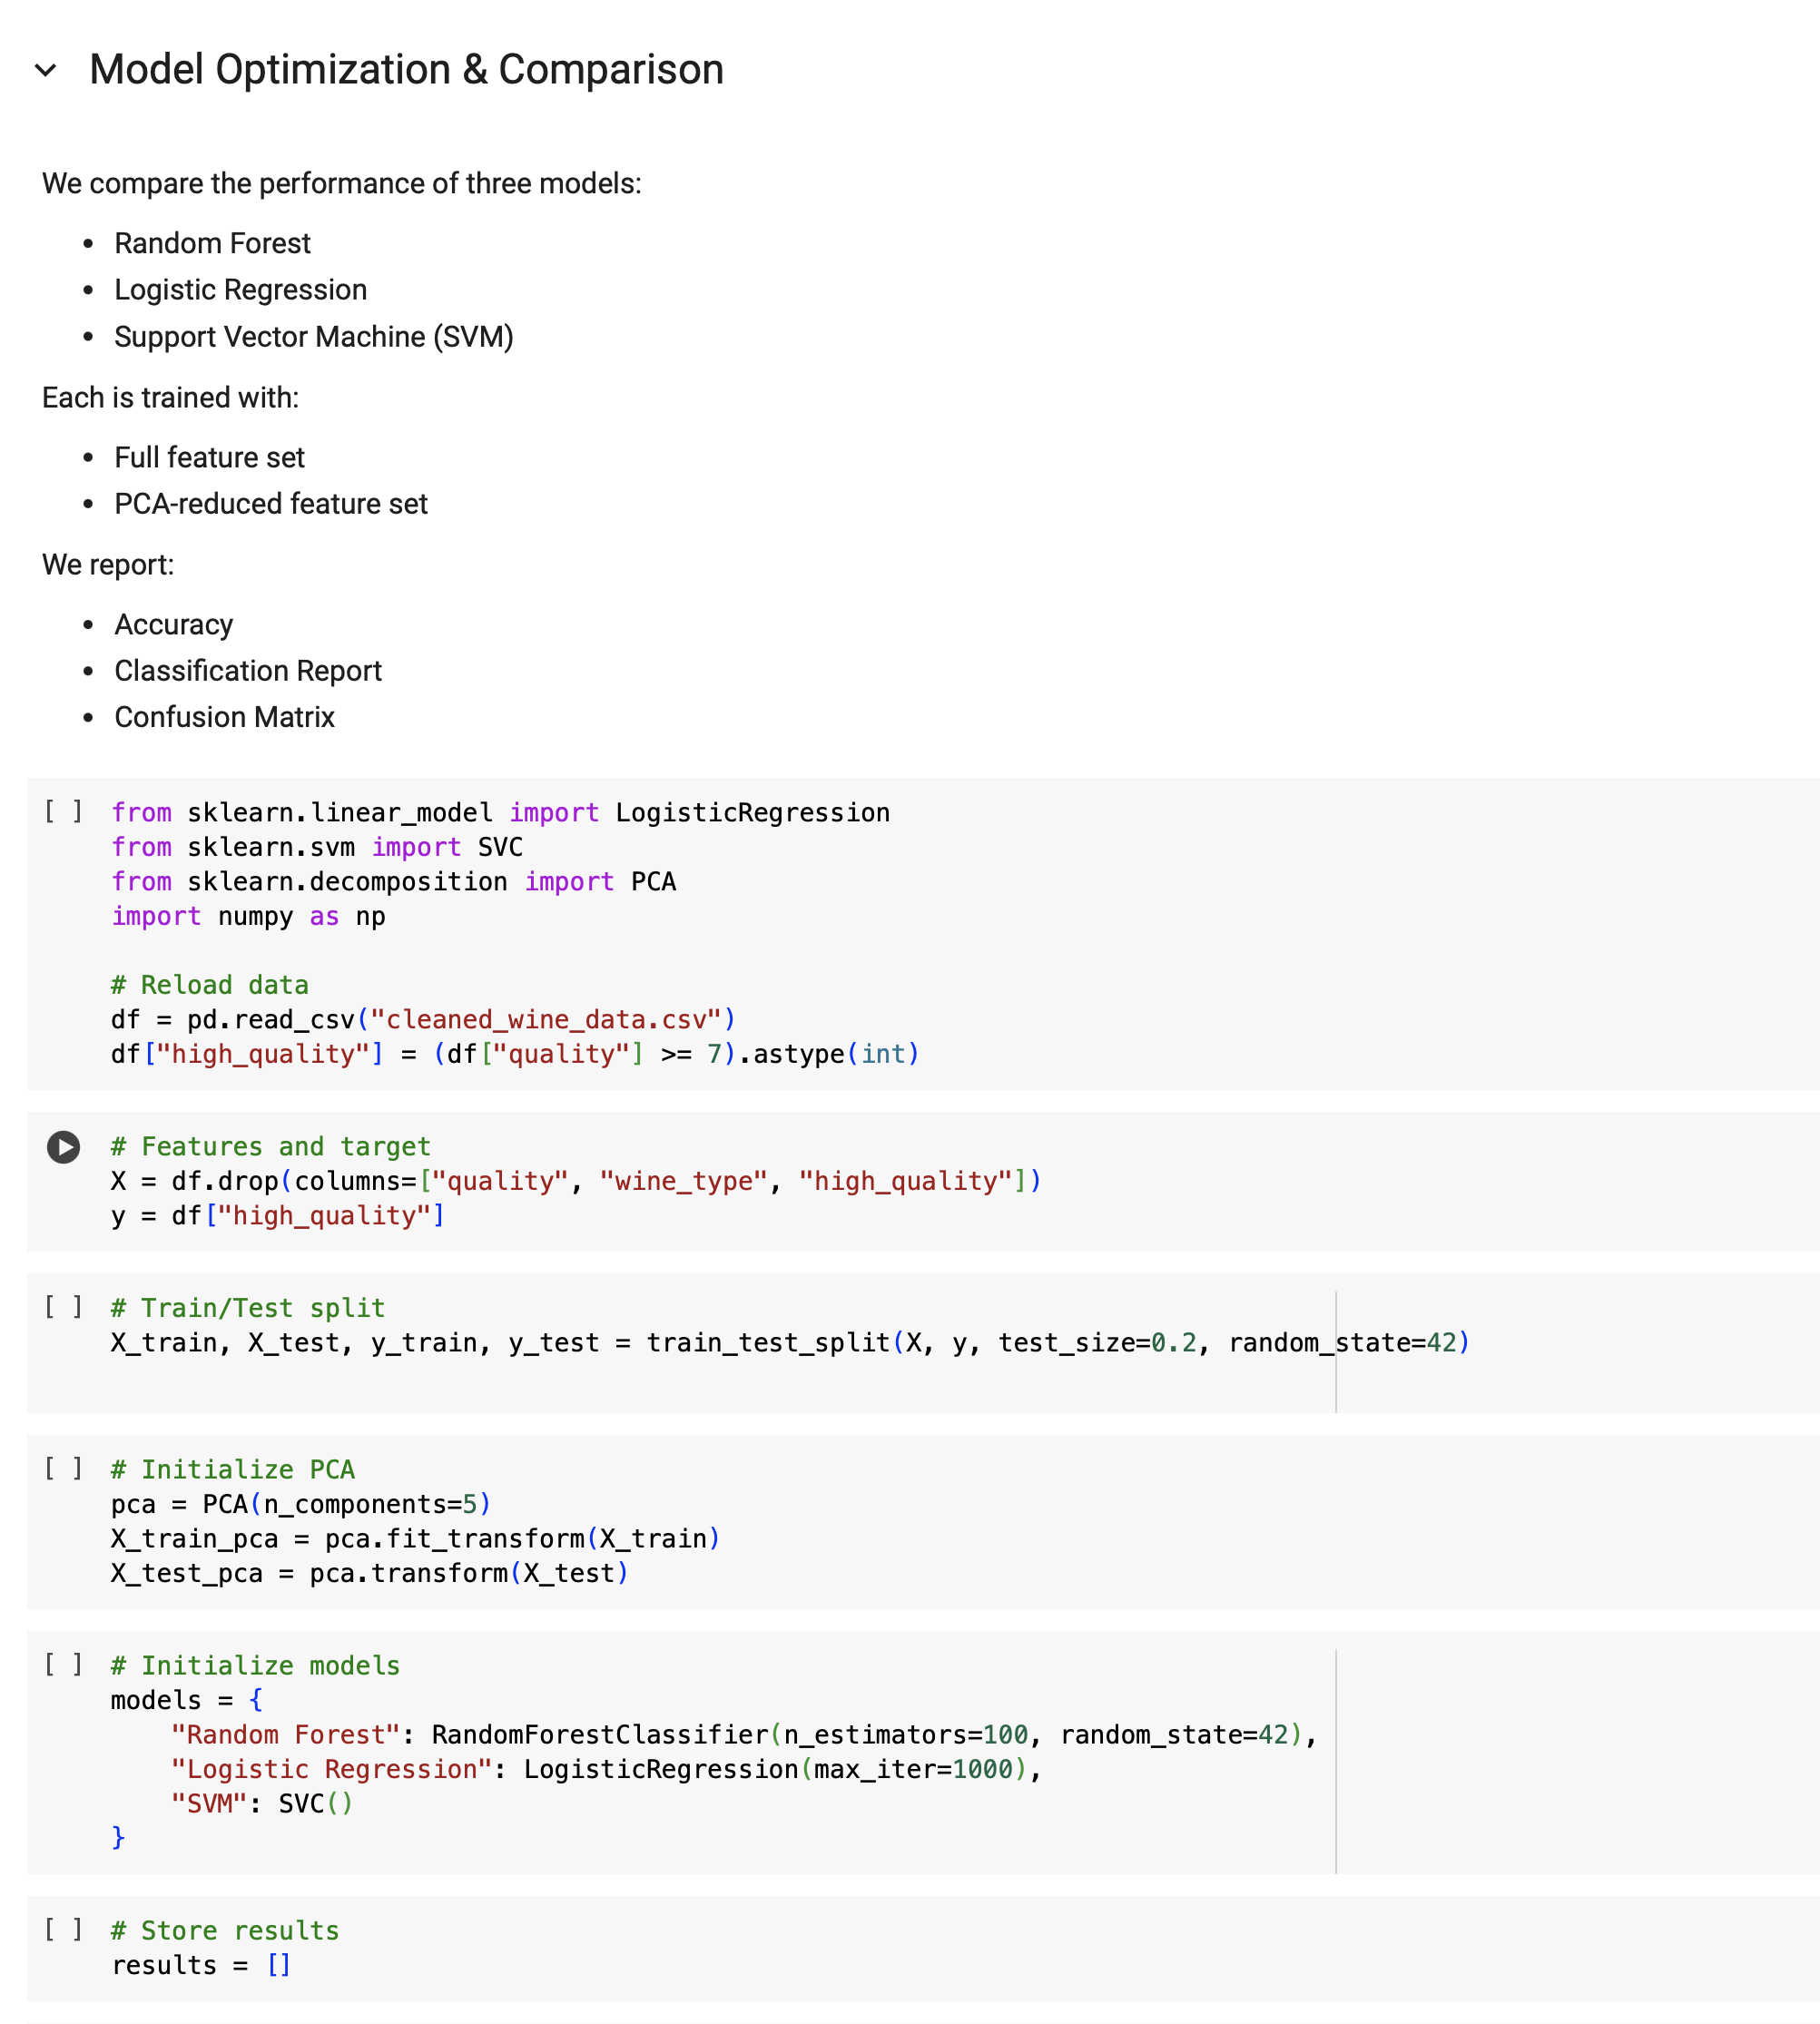 Model Optimization & Comparison
We compare the performance of three models:
• Random Forest
• Logistic Regression
• Support Vector Machine (SVM)
Each is trained with:
• Full feature set
• PCA-reduced feature set
We report:
• Accuracy
• Classification Report
• Confusion Matrix
[ ] from sklearn.linear_model import LogisticRegression
from sklearn.svm import SVC
from sklearn.decomposition import PCA
import numpy as np
# Reload data
df = pd.read_csv("cleaned_wine_data.csv")
df["high_quality"] = (df["quality"] >= 7).astype(int)
# Features and target
X = df.drop(columns=["quality", "wine_type", "high_quality"])
y = df["high_quality"]
[ ] # Train/Test split
X_train, X_test, y_train, y_test = train_test_split(X, y, test_size=0.2, random_state=42)
[ ] # Initialize PCA
pca = PCA(n_components=5)
X_train_pca = pca.fit_transform(X_train)
X_test_pca = pca.transform(X_test)
[ ] # Initialize models
models = {
    "Random Forest": RandomForestClassifier(n_estimators=100, random_state=42),
    "Logistic Regression": LogisticRegression(max_iter=1000),
    "SVM": SVC()
}
[ ] # Store results
results = []